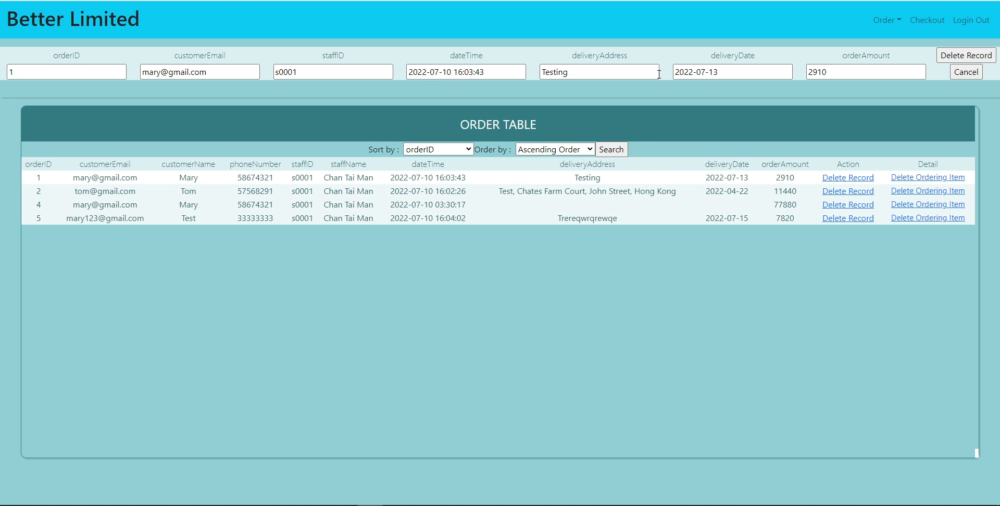 Better Limited Order Checkout Login Out
orderID customerEmail staffID dateTime deliveryAddress deliveryDate orderAmount Delete Record
1 mary@gmail.com s0001 2022-07-10 16:03:43 Testing 2022-07-13 2910 Cancel
ORDER TABLE
Sort by : orderID Order by : Ascending Order Search
orderID customerEmail customerName phoneNumber staffID staffName dateTime deliveryAddress deliveryDate orderAmount Action Detail
1 mary@gmail.com Mary 58674321 s0001 Chan Tai Man 2022-07-10 16:03:43 Testing 2022-07-13 2910 Delete Record Delete Ordering Item
2 tom@gmail.com Tom 57568291 s0001 Chan Tai Man 2022-07-10 16:02:26 Test, Chates Farm Court, John Street, Hong Kong 2022-04-22 11440 Delete Record Delete Ordering Item
4 mary@gmail.com Mary 58674321 s0001 Chan Tai Man 2022-07-10 03:30:17 77880 Delete Record Delete Ordering Item
5 mary123@gmail.com Test 33333333 s0001 Chan Tai Man 2022-07-10 16:04:02 Trereqwrqrewqe 2022-07-15 7820 Delete Record Delete Ordering Item